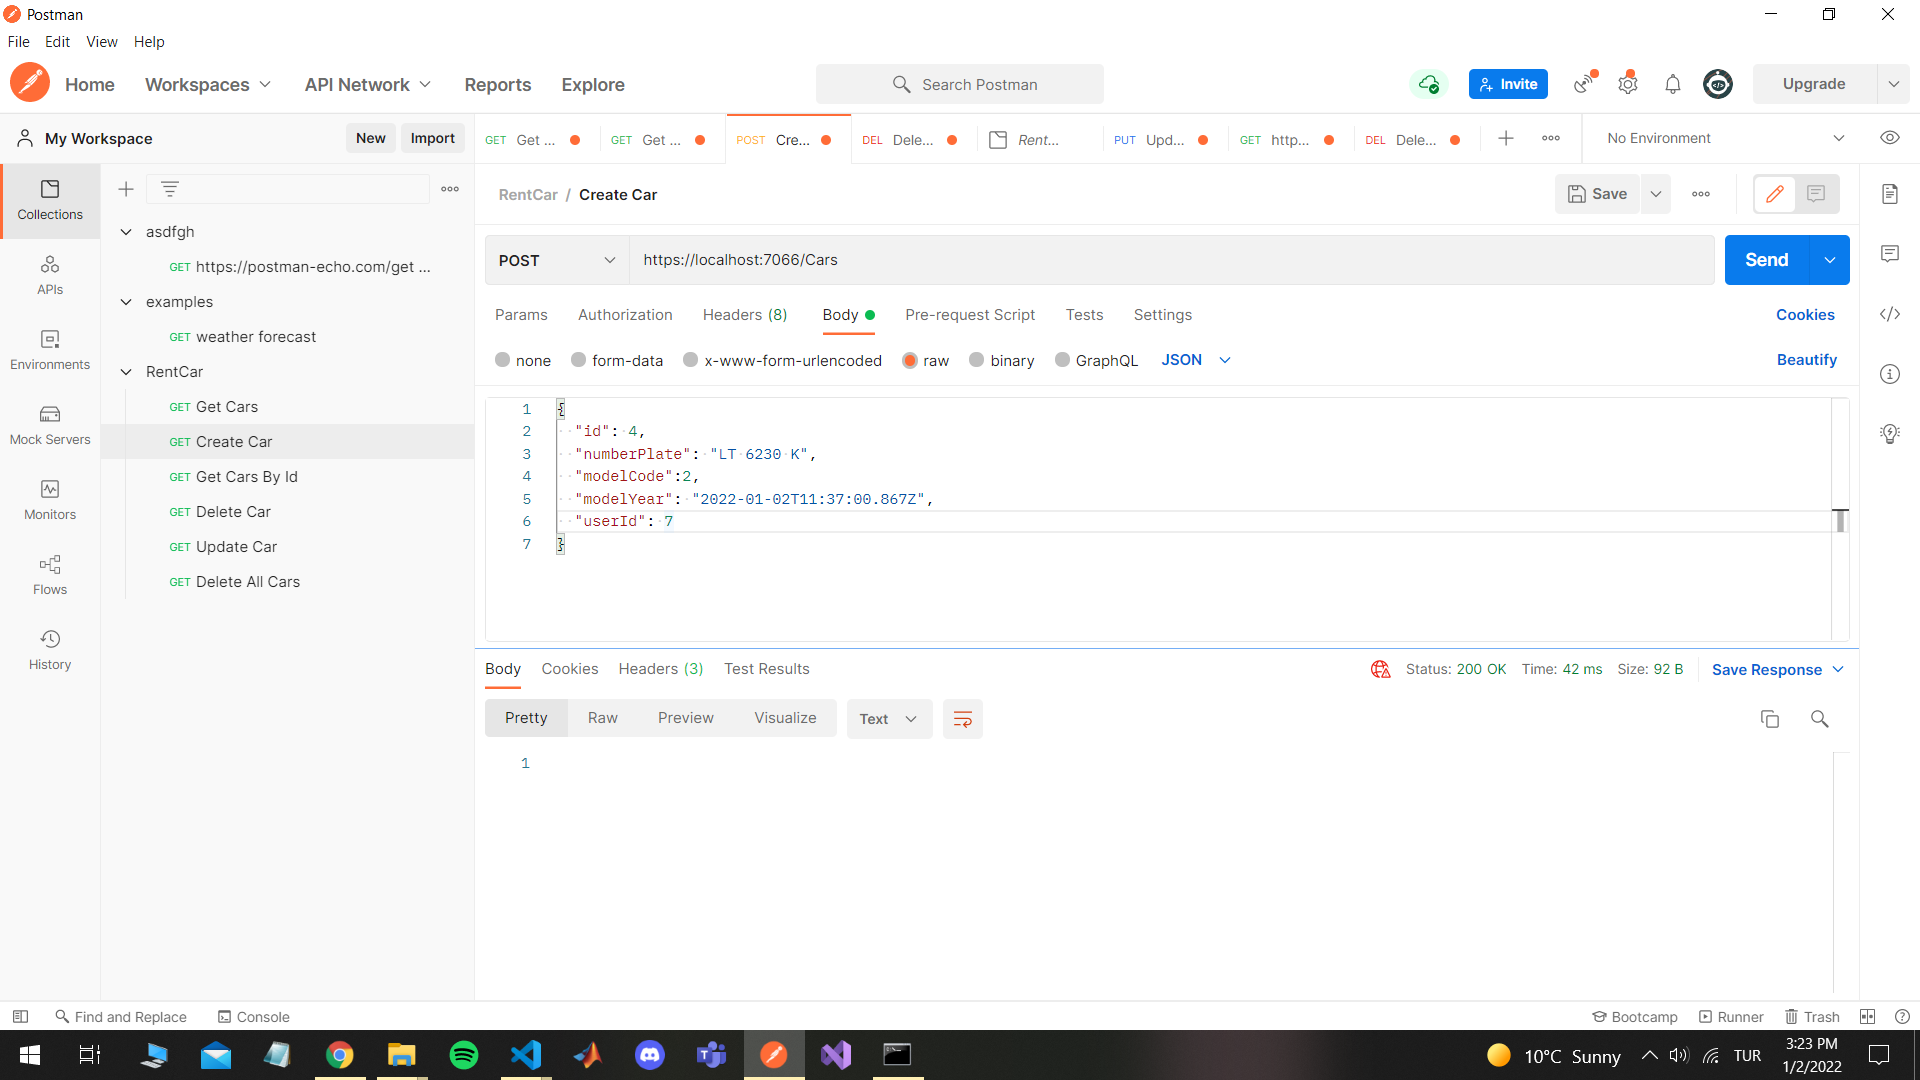 Postman
File Edit View Help
Home Workspaces API Network Reports Explore
Search Postman
Invite
Upgrade
My Workspace
New Import
GET Get ...
GET Get ...
POST Cre...
DEL Dele...
Rent...
PUT Upd...
GET http...
DEL Dele...
No Environment
Collections
APIs
Environments
Mock Servers
Monitors
Flows
History
asdfgh
GET https://postman-echo.com/get ...
examples
GET weather forecast
RentCar
GET Get Cars
GET Create Car
GET Get Cars By Id
GET Delete Car
GET Update Car
GET Delete All Cars
RentCar / Create Car
Save
POST
https://localhost:7066/Cars
Send
Params Authorization Headers (8) Body Pre-request Script Tests Settings
Cookies
none form-data x-www-form-urlencoded raw binary GraphQL JSON
Beautify
1 {
2 "id": 4,
3 "numberPlate": "LT 6230 K",
4 "modelCode":2,
5 "modelYear": "2022-01-02T11:37:00.867Z",
6 "userId": 7
7 }
Body Cookies Headers (3) Test Results
Status: 200 OK Time: 42 ms Size: 92 B
Save Response
Pretty Raw Preview Visualize
Text
1
Find and Replace
Console
Bootcamp
Runner
Trash
10°C Sunny
TUR
3:23 PM
1/2/2022